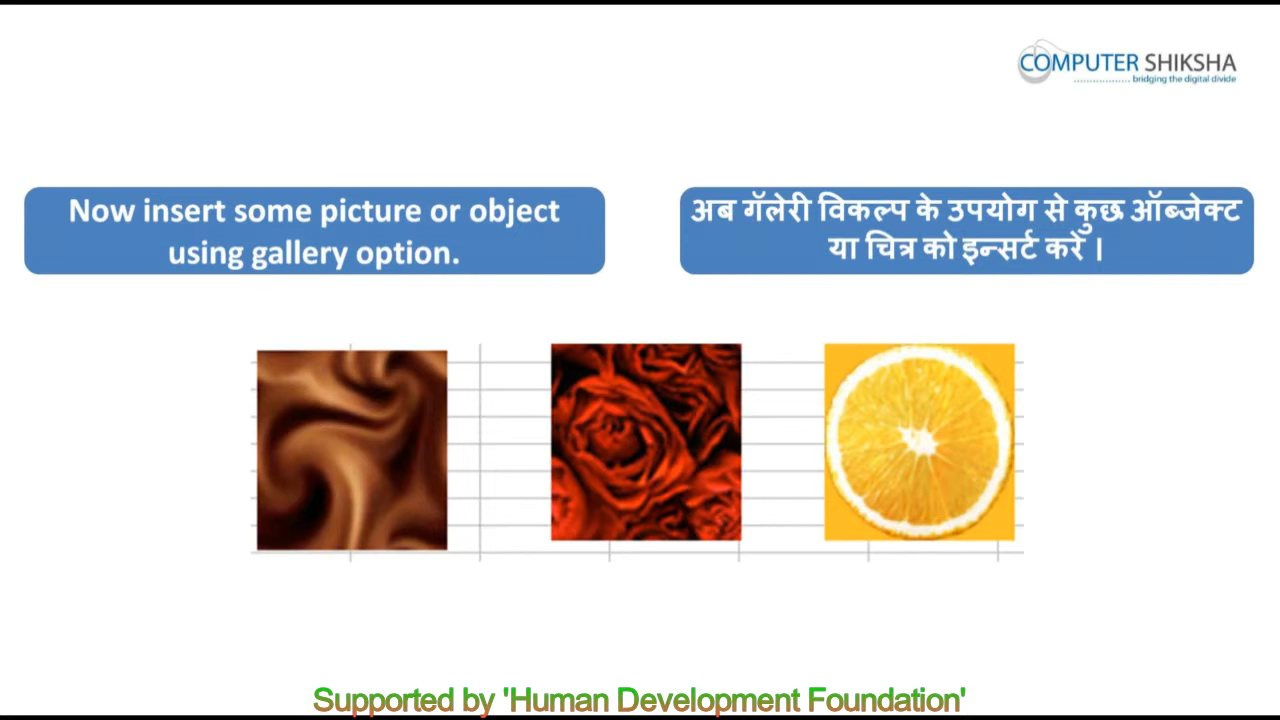 COMPUTER SHIKSHA
bridging the digital divide
Now insert some picture or object
using gallery option.
अब गॅलेरी विकल्प के उपयोग से कुछ ऑब्जेक्ट
या चित्र को इन्सर्ट करें |
Supported by 'Human Development Foundation'